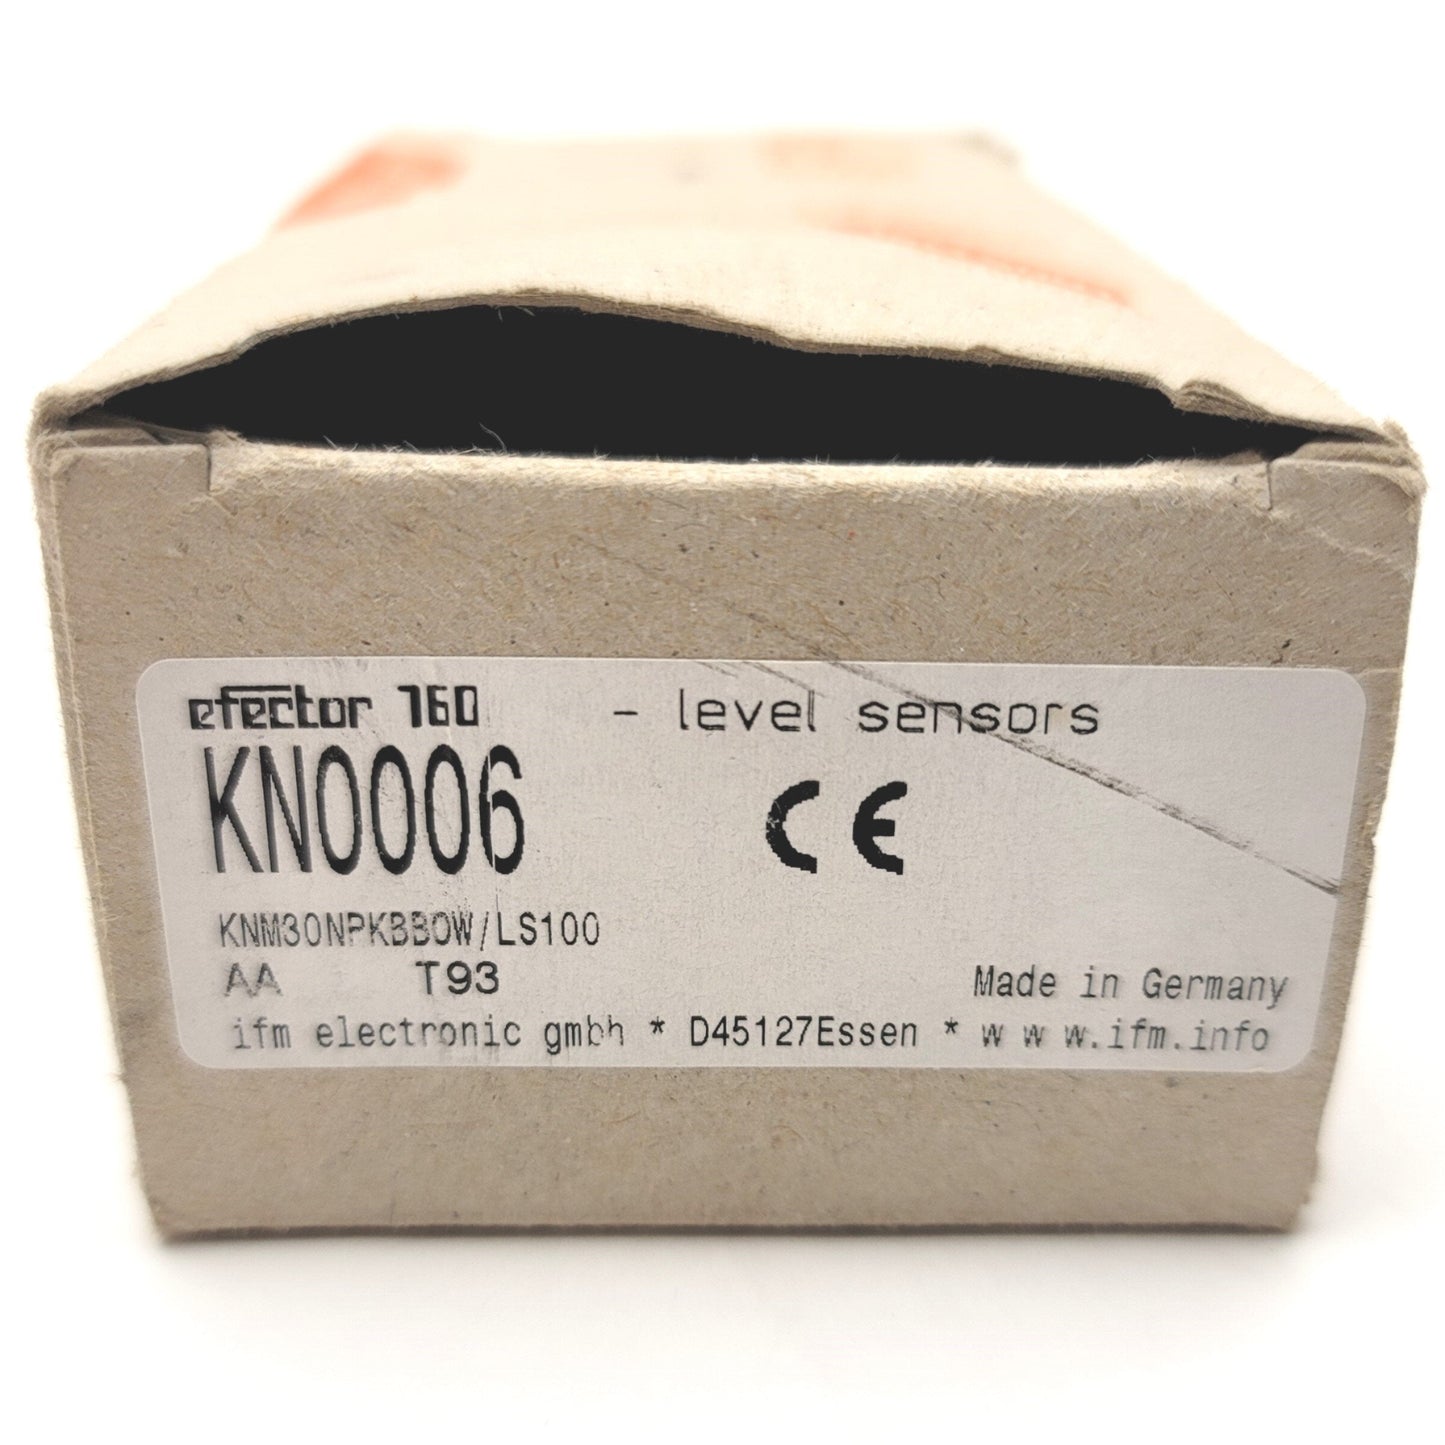 efector 160 - level sensors
KN0006
CE
KNM30NPKBBOW/LS100
AA T93 Made in Germany
ifm electronic gmbh * D45127Essen * w w w.ifm.info